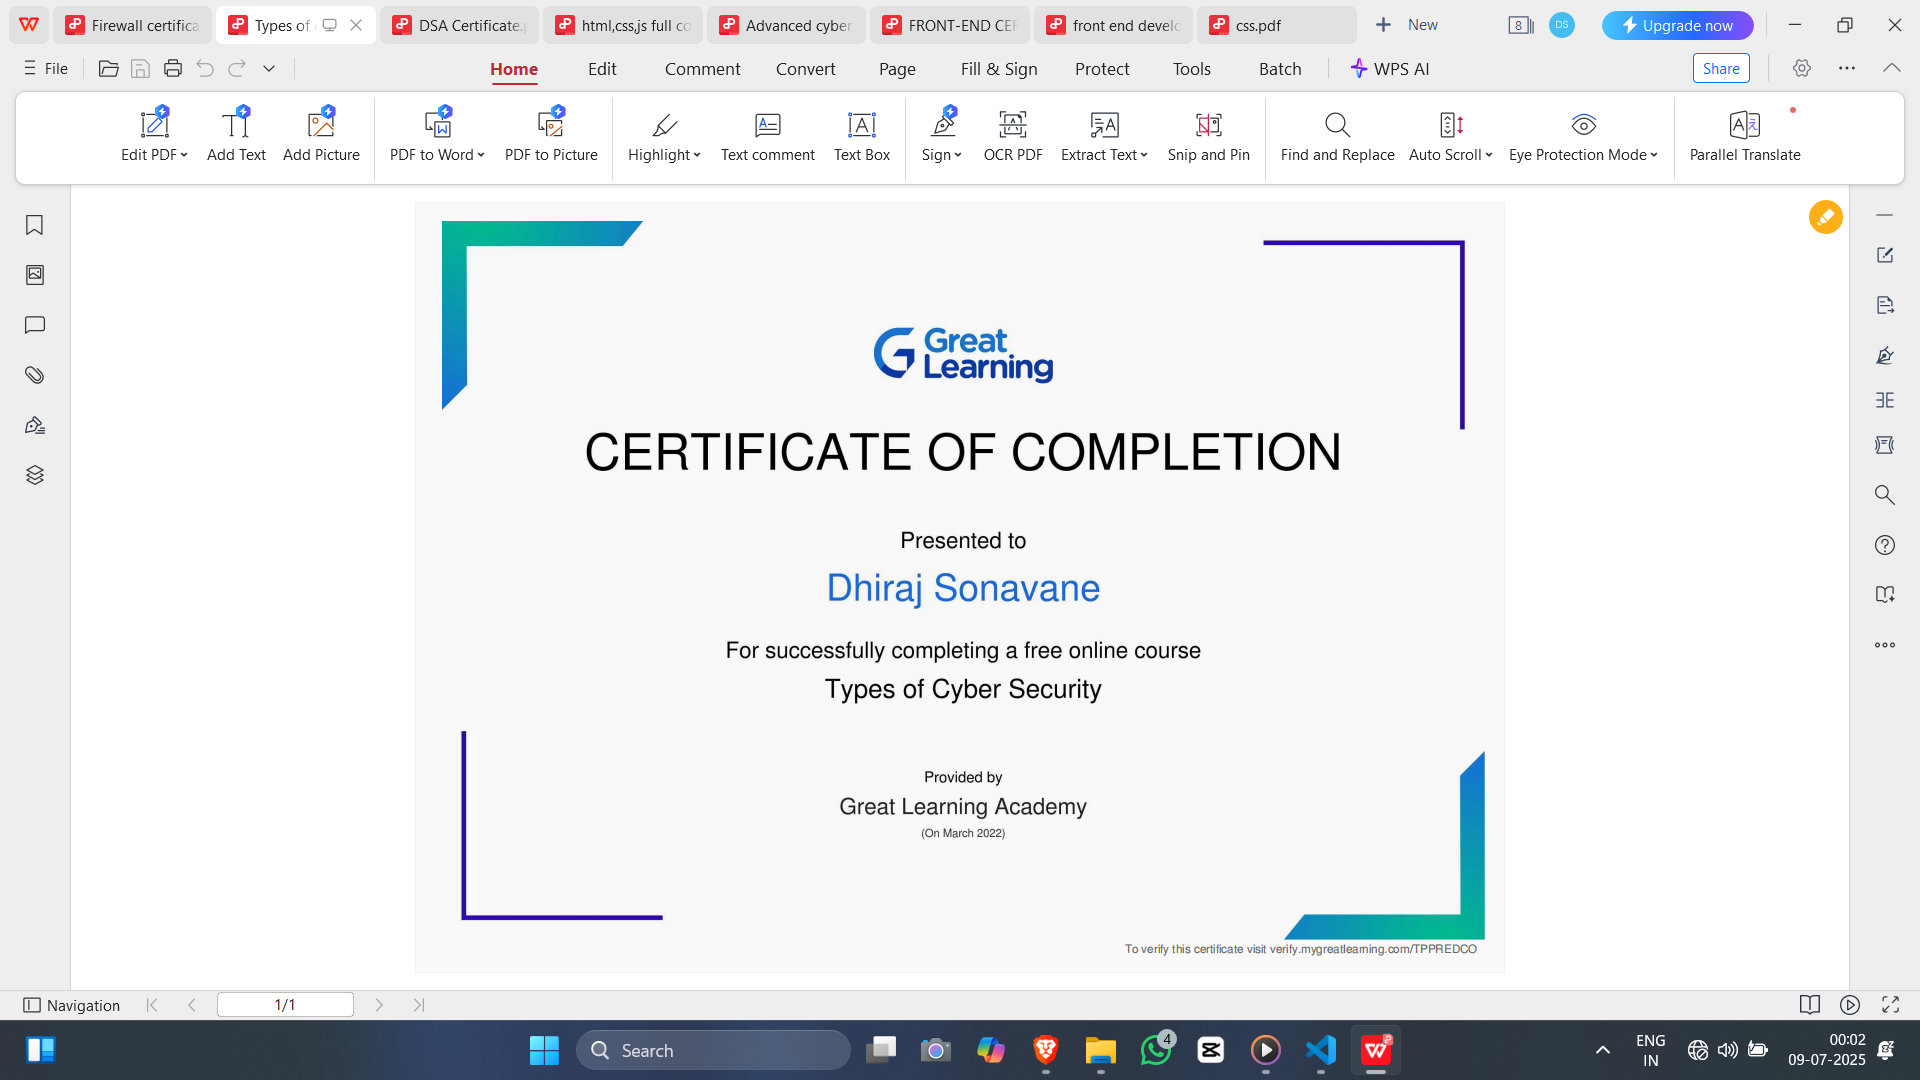 Firewall certifica
Types of
DSA Certificate.p
html,css,js full co
Advanced cyber
FRONT-END CER
front end develo
css.pdf
New
8
DS
Upgrade now
File
Home
Edit
Comment
Convert
Page
Fill & Sign
Protect
Tools
Batch
WPS AI
Share
Edit PDF
Add Text
Add Picture
PDF to Word
PDF to Picture
Highlight
Text comment
Text Box
Sign
OCR PDF
Extract Text
Snip and Pin
Find and Replace
Auto Scroll
Eye Protection Mode
Parallel Translate
Great
Learning
CERTIFICATE OF COMPLETION
Presented to
Dhiraj Sonavane
For successfully completing a free online course
Types of Cyber Security
Provided by
Great Learning Academy
(On March 2022)
To verify this certificate visit verify.mygreatlearning.com/TPPREDCO
Navigation
1/1
Search
4
ENG
IN
00:02
09-07-2025